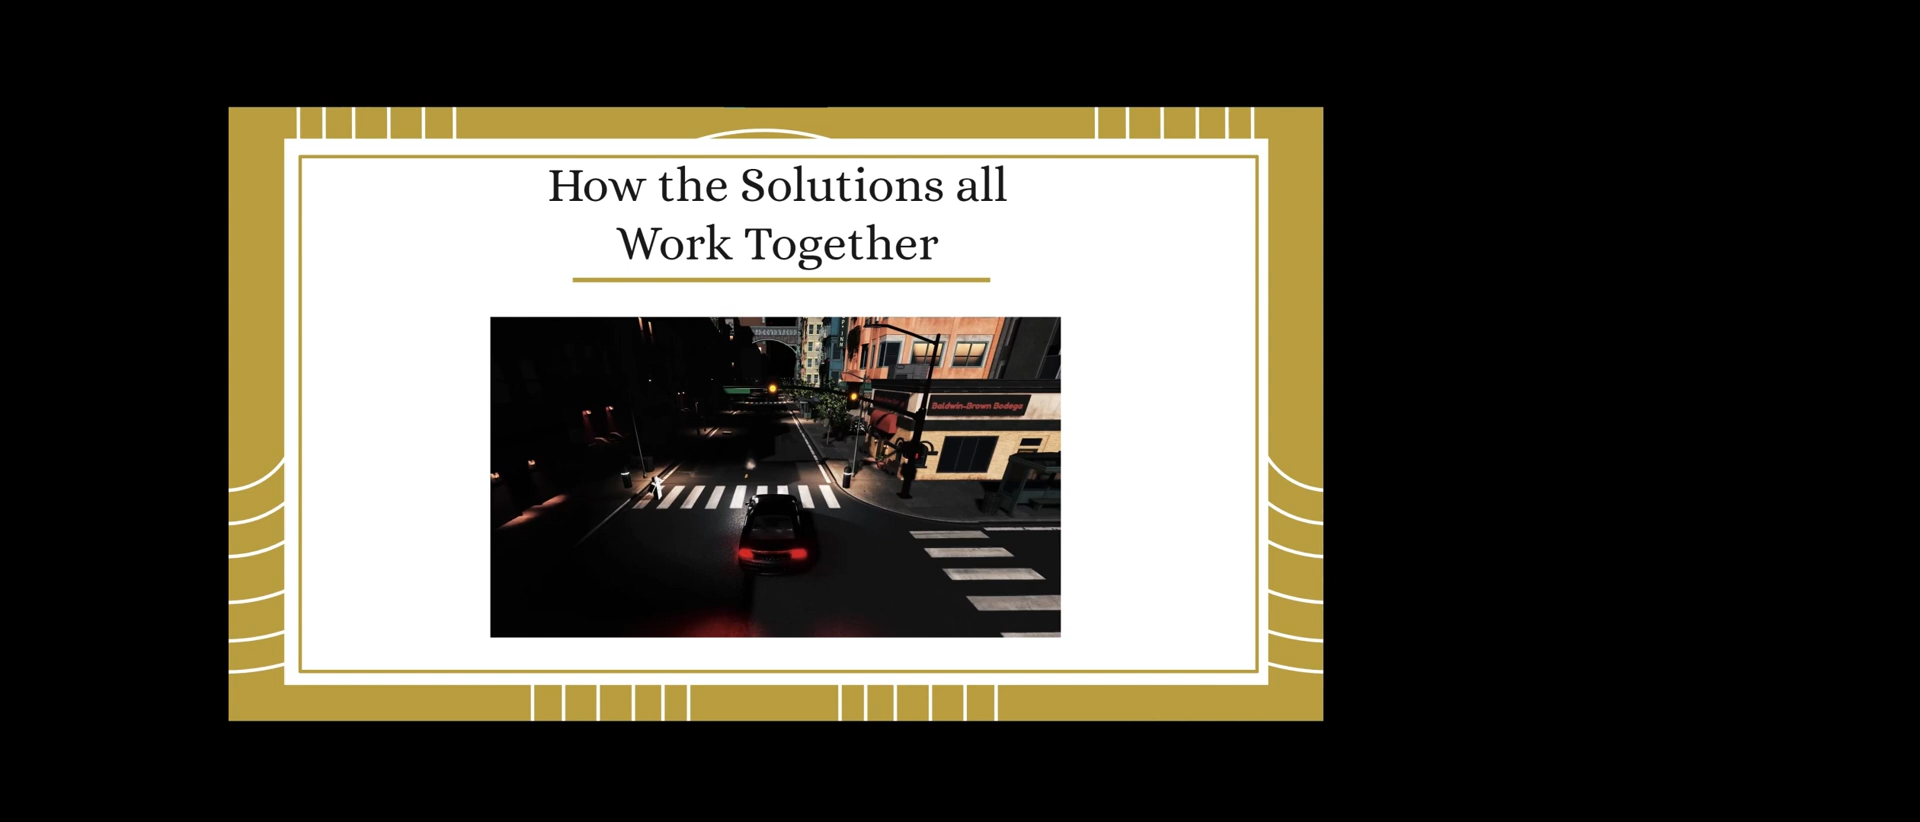 How the Solutions all
Work Together
Baldwin-Brown Bodega